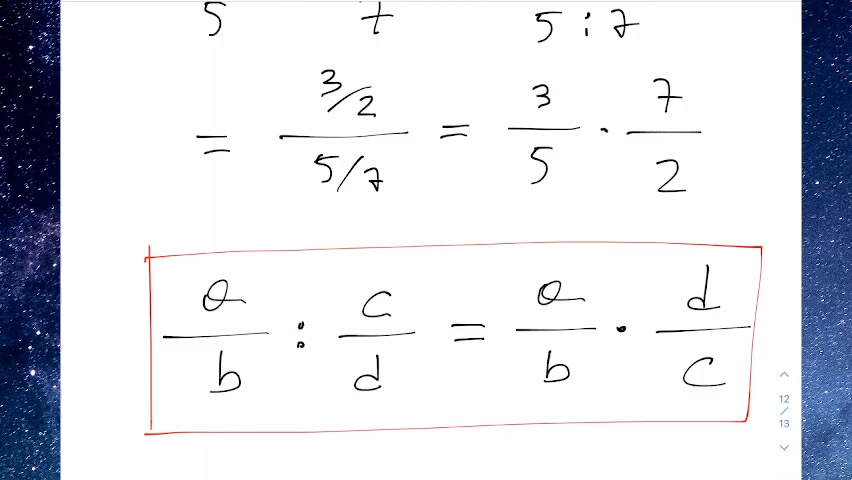 5 7 5 : 7
= 3/2 / 5/7 = 3/5 · 7/2
a/b : c/d = a/b · d/c
12
/
13